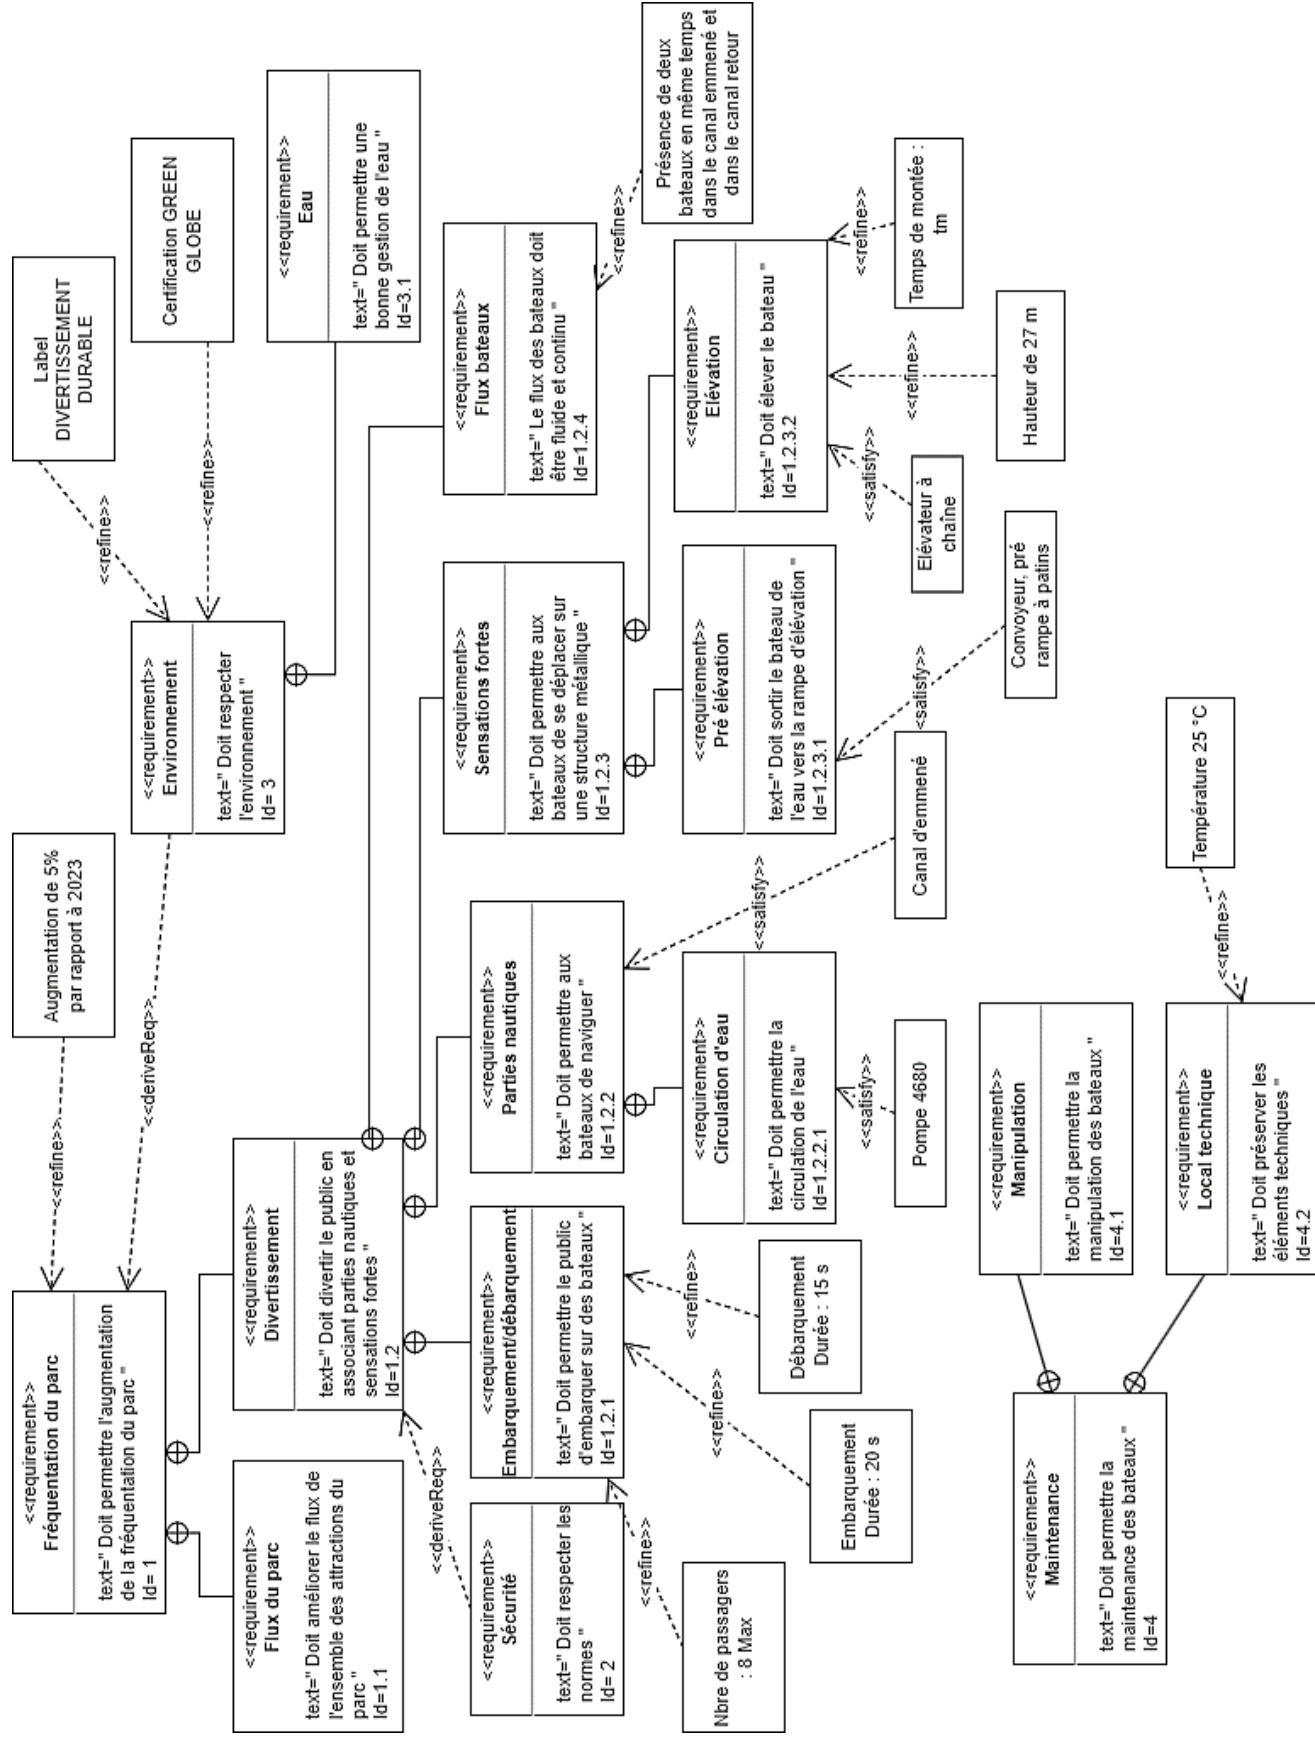 <<requirement>>
Fréquentation du parc
text=" Doit permettre l'augmentation
de la fréquentation du parc "
Id= 1
<<refine>>
Augmentation de 5%
par rapport à 2023
<<deriveReq>>
<<requirement>>
Environnement
text=" Doit respecter
l'environnement "
Id= 3
<<refine>>
Label
DIVERTISSEMENT
DURABLE
<<refine>>
Certification GREEN
GLOBE
<<requirement>>
Eau
text=" Doit permettre une
bonne gestion de l'eau "
Id=3.1
<<requirement>>
Flux du parc
text=" Doit améliorer le flux de
l'ensemble des attractions du
parc "
Id=1.1
<<requirement>>
Divertissement
text=" Doit divertir le public en
associant parties nautiques et
sensations fortes "
Id=1.2
<<deriveReq>>
<<requirement>>
Sécurité
text=" Doit respecter les
normes "
Id= 2
<<requirement>>
Embarquement/débarquement
text=" Doit permettre le public
d'embarquer sur des bateaux "
Id=1.2.1
<<requirement>>
Parties nautiques
text=" Doit permettre aux
bateaux de naviguer "
Id=1.2.2
<<requirement>>
Sensations fortes
text=" Doit permettre aux
bateaux de se déplacer sur
une structure métallique "
Id=1.2.3
<<requirement>>
Flux bateaux
text=" Le flux des bateaux doit
être fluide et continu "
Id=1.2.4
<<refine>>
Présence de deux
bateaux en même temps
dans le canal emmené et
dans le canal retour
<<refine>>
Nbre de passagers
: 8 Max
<<refine>>
Embarquement
Durée : 20 s
<<refine>>
Débarquement
Durée : 15 s
<<requirement>>
Circulation d'eau
text=" Doit permettre la
circulation de l'eau "
Id=1.2.2.1
<<satisfy>>
Pompe 4680
<<satisfy>>
Canal d'emmené
<<requirement>>
Pré élévation
text=" Doit sortir le bateau de
l'eau vers la rampe d'élévation "
Id=1.2.3.1
<satisfy>>
Convoyeur, pré
rampe à patins
<<requirement>>
Elévation
text=" Doit élever le bateau "
Id=1.2.3.2
<<satisfy>>
Elévateur à
chaîne
<<refine>>
Hauteur de 27 m
<<refine>>
Temps de montée :
tm
<<requirement>>
Maintenance
text=" Doit permettre la
maintenance des bateaux "
Id=4
<<requirement>>
Manipulation
text=" Doit permettre la
manipulation des bateaux "
Id=4.1
<<requirement>>
Local technique
text=" Doit préserver les
éléments techniques "
Id=4.2
<<refine>>
Température 25 °C